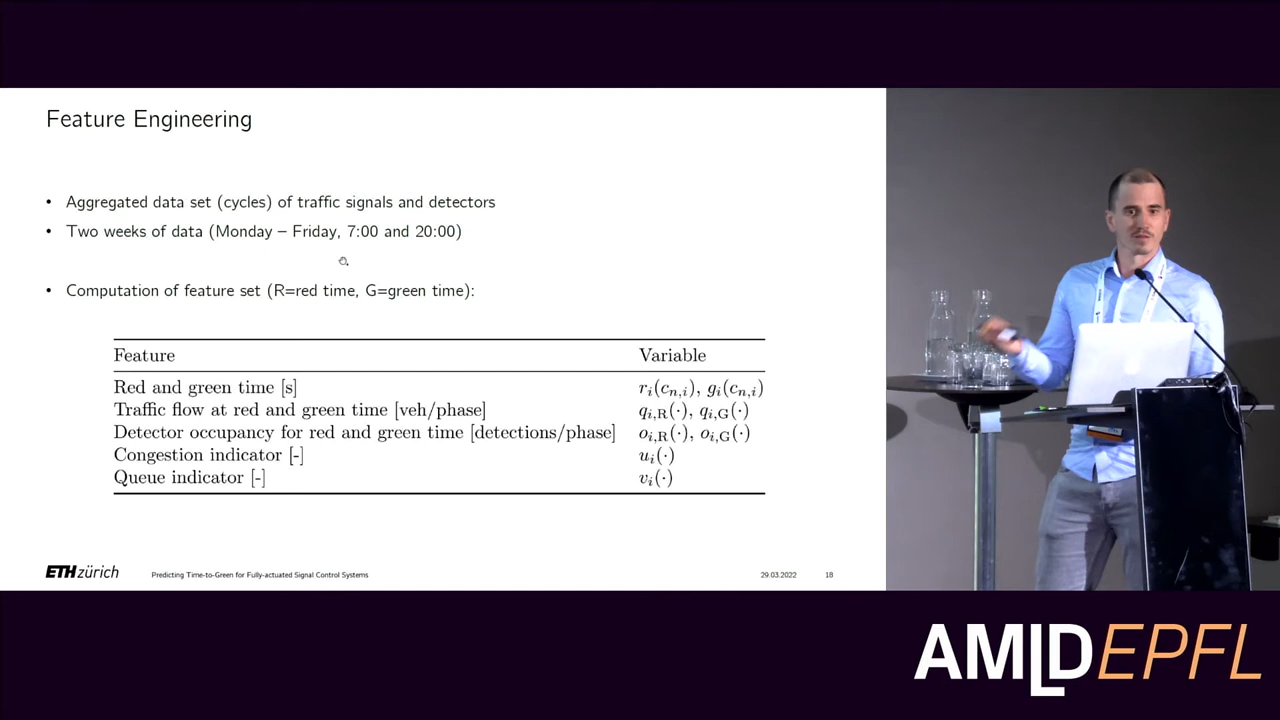 Feature Engineering
• Aggregated data set (cycles) of traffic signals and detectors
• Two weeks of data (Monday – Friday, 7:00 and 20:00)
• Computation of feature set (R=red time, G=green time):
Feature Variable
Red and green time [s] r_i(c_{n,i}), g_i(c_{n,i})
Traffic flow at red and green time [veh/phase] q_{i,R}(·), q_{i,G}(·)
Detector occupancy for red and green time [detections/phase] o_{i,R}(·), o_{i,G}(·)
Congestion indicator [-] u_i(·)
Queue indicator [-] v_i(·)
ETH zürich Predicting Time-to-Green for Fully-actuated Signal Control Systems 29.03.2022 18
AMLD EPFL